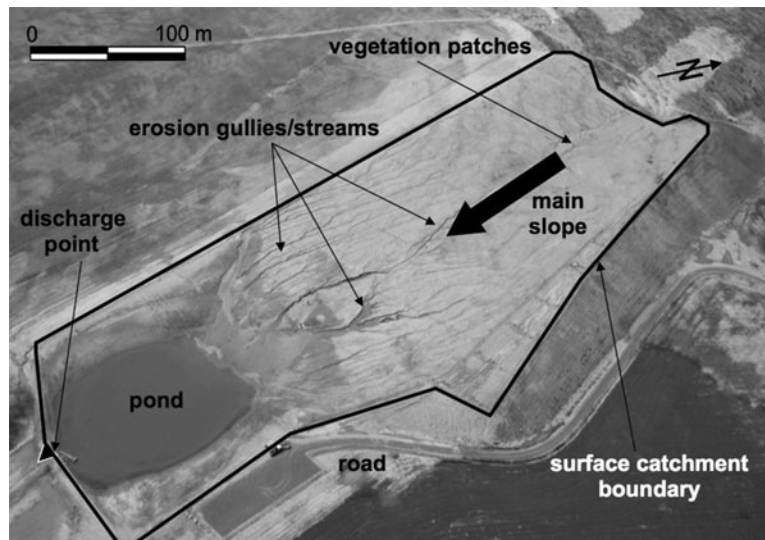 0 100 m
vegetation patches
N
erosion gullies/streams
discharge
point
main
slope
pond
road
surface catchment
boundary